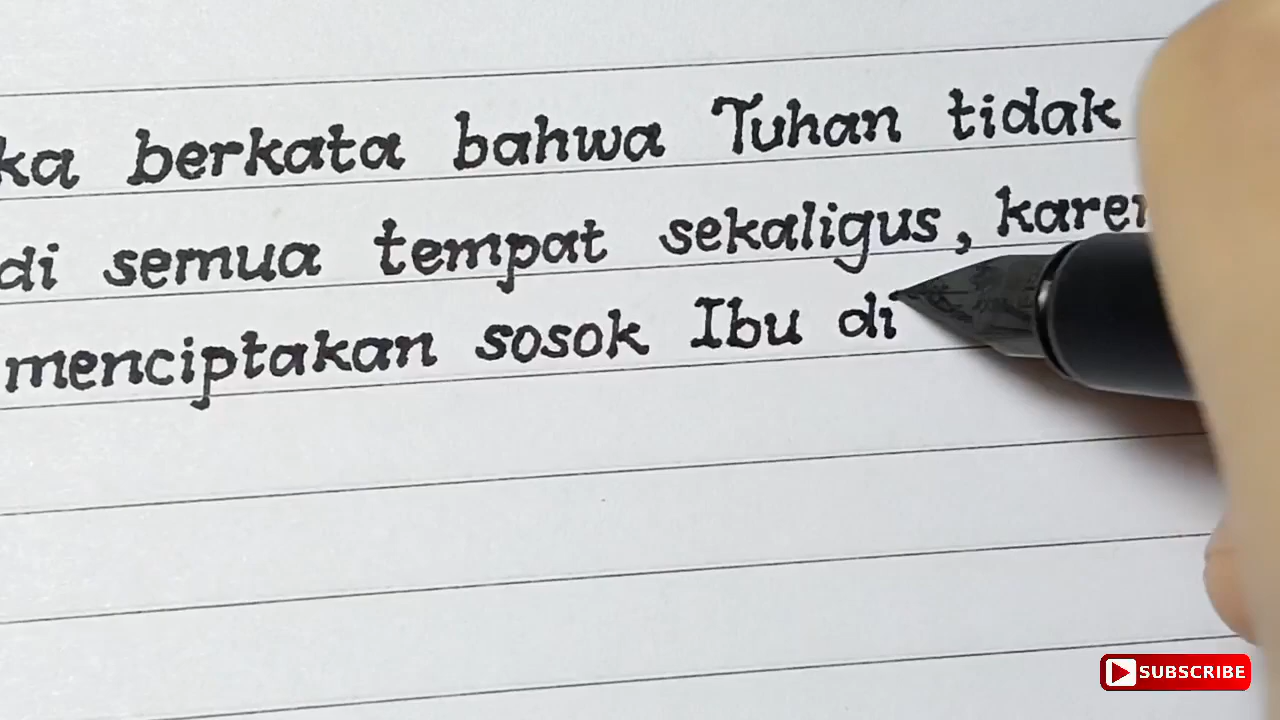 ka berkata bahwa Tuhan tidak
di semua tempat sekaligus, karen
menciptakan sosok Ibu di
SUBSCRIBE